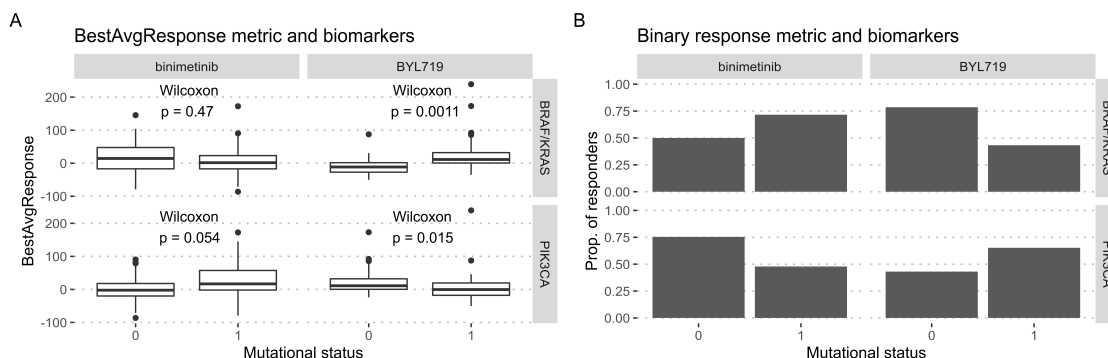 A
BestAvgResponse metric and biomarkers
binimetinib
BYL719
BestAvgResponse
200
100
0
-100
Wilcoxon
p = 0.47
Wilcoxon
p = 0.0011
BRAF/KRAS
200
100
0
-100
Wilcoxon
p = 0.054
Wilcoxon
p = 0.015
PIK3CA
0
1
0
1
Mutational status
B
Binary response metric and biomarkers
binimetinib
BYL719
Prop. of responders
1.00
0.75
0.50
0.25
0.00
BRAF/KRAS
1.00
0.75
0.50
0.25
0.00
PIK3CA
0
1
0
1
Mutational status